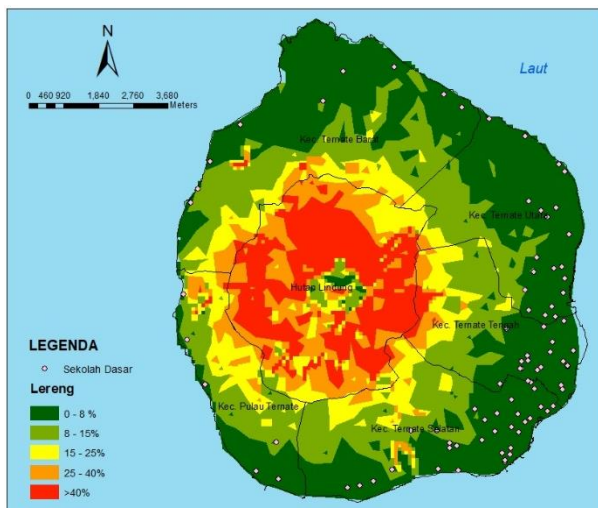 N
0 460 920 1,840 2,760 3,680
Meters
Laut
Kec. Ternate Barat
Kec. Ternate Utara
Hutan Lindung
Kec. Ternate Tengah
Kec. Pulau Ternate
Kec. Ternate Selatan
LEGENDA
Sekolah Dasar
Lereng
0 - 8 %
8 - 15%
15 - 25%
25 - 40%
>40%